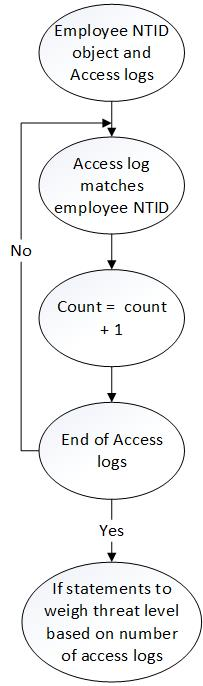 Employee NTID
object and
Access logs
Access log
matches
employee NTID
No
Count = count
+ 1
End of Access
logs
Yes
If statements to
weigh threat level
based on number
of access logs